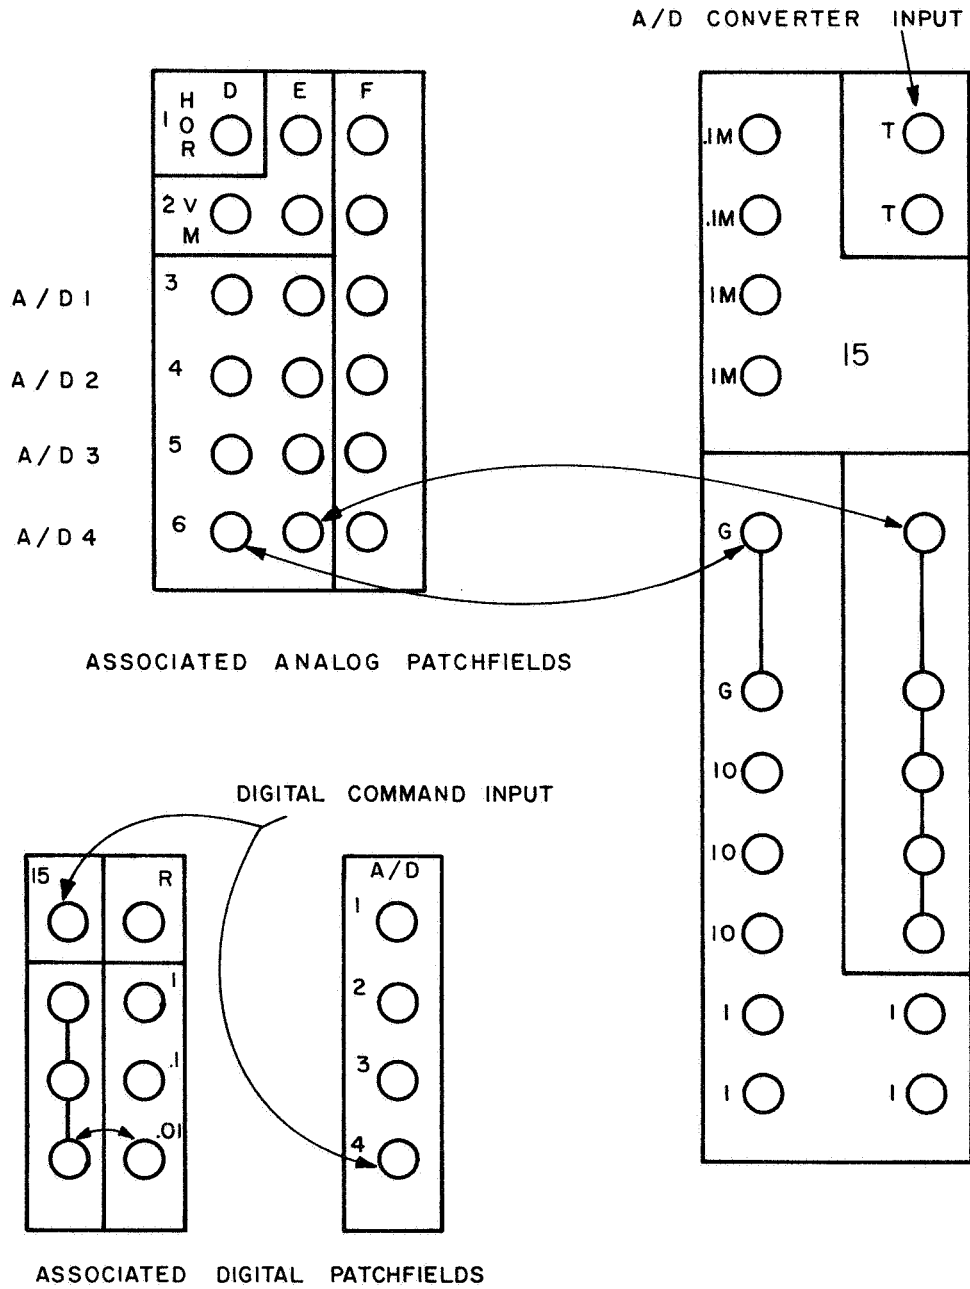 A/D CONVERTER INPUT
D E F
1 HOR
2 VM
A/D 1 3
A/D 2 4
A/D 3 5
A/D 4 6
.1M T
.1M T
1M
1M
15
G
G
10
10
10
1 1
1 1
ASSOCIATED ANALOG PATCHFIELDS
DIGITAL COMMAND INPUT
15 R
1
.1
.01
A/D
1
2
3
4
ASSOCIATED DIGITAL PATCHFIELDS